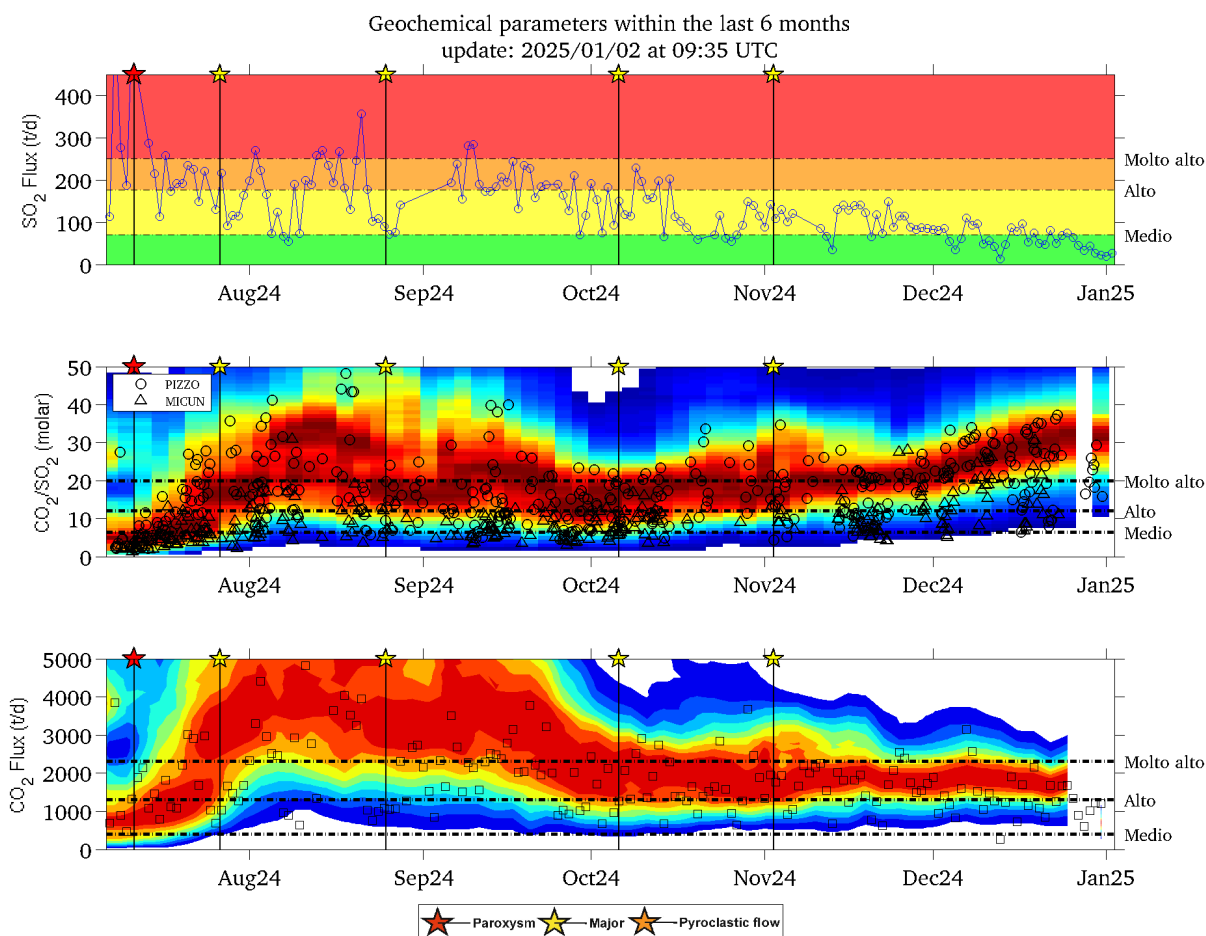 Geochemical parameters within the last 6 months
update: 2025/01/02 at 09:35 UTC
SO2 Flux (t/d)
400
300
200
100
0
Molto alto
Alto
Medio
Aug24 Sep24 Oct24 Nov24 Dec24 Jan25
CO2/SO2 (molar)
50
40
30
20
10
0
PIZZO
MICUN
Molto alto
Alto
Medio
Aug24 Sep24 Oct24 Nov24 Dec24 Jan25
CO2 Flux (t/d)
5000
4000
3000
2000
1000
0
Molto alto
Alto
Medio
Aug24 Sep24 Oct24 Nov24 Dec24 Jan25
Paroxysm Major Pyroclastic flow